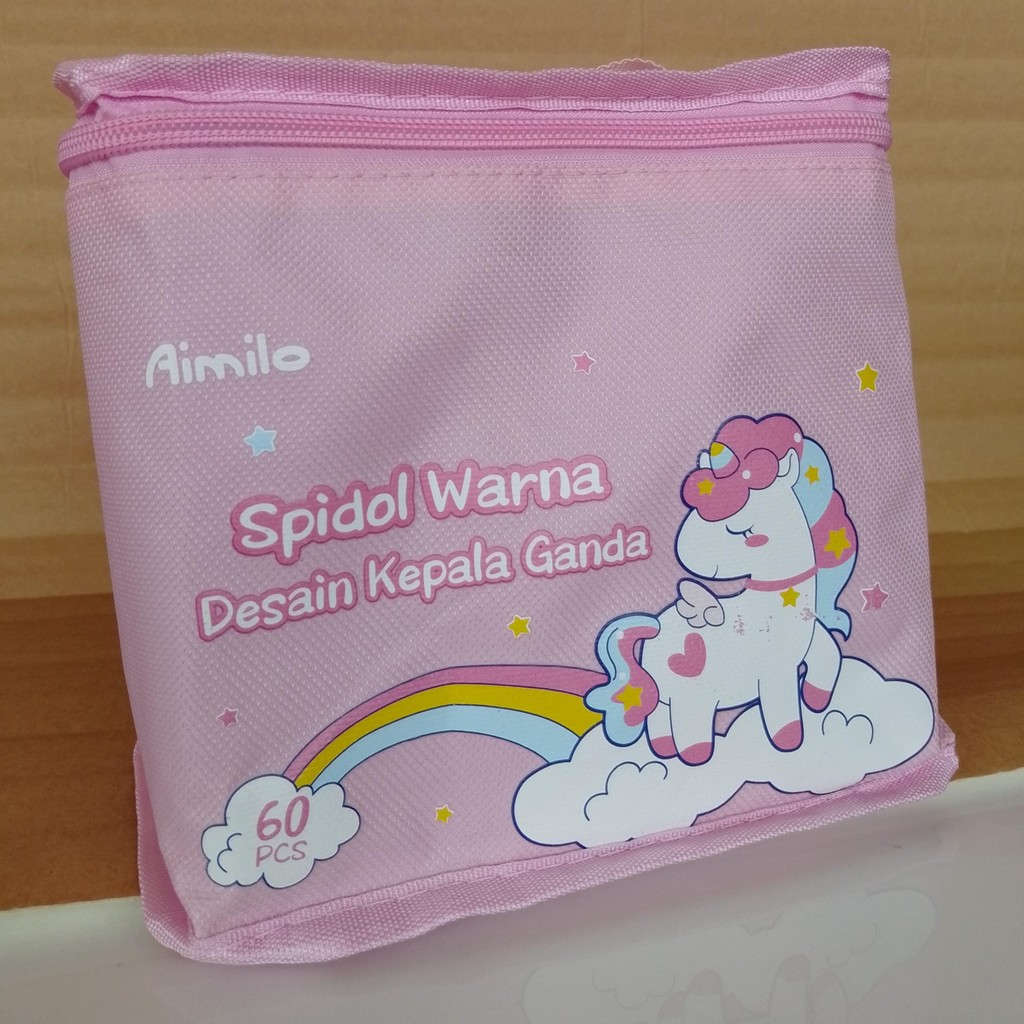 Aimilo
Spidol Warna
Desain Kepala Ganda
60
PCS